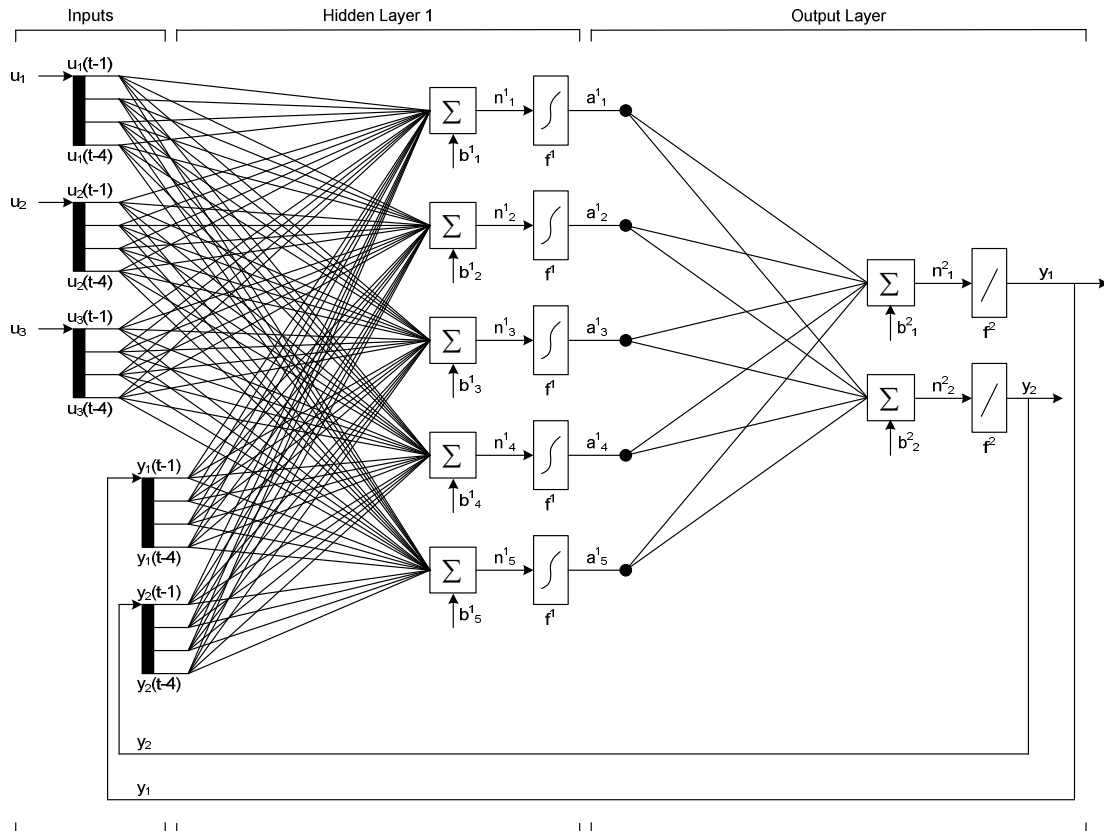 Inputs
Hidden Layer 1
Output Layer
u₁
u₁(t-1)
u₁(t-4)
u₂
u₂(t-1)
u₂(t-4)
u₃
u₃(t-1)
u₃(t-4)
y₁(t-1)
y₁(t-4)
y₂(t-1)
y₂(t-4)
Σ
b¹₁
n¹₁
f¹
a¹₁
Σ
b¹₂
n¹₂
f¹
a¹₂
Σ
b¹₃
n¹₃
f¹
a¹₃
Σ
b¹₄
n¹₄
f¹
a¹₄
Σ
b¹₅
n¹₅
f¹
a¹₅
Σ
b²₁
n²₁
f²
y₁
Σ
b²₂
n²₂
f²
y₂
y₂
y₁